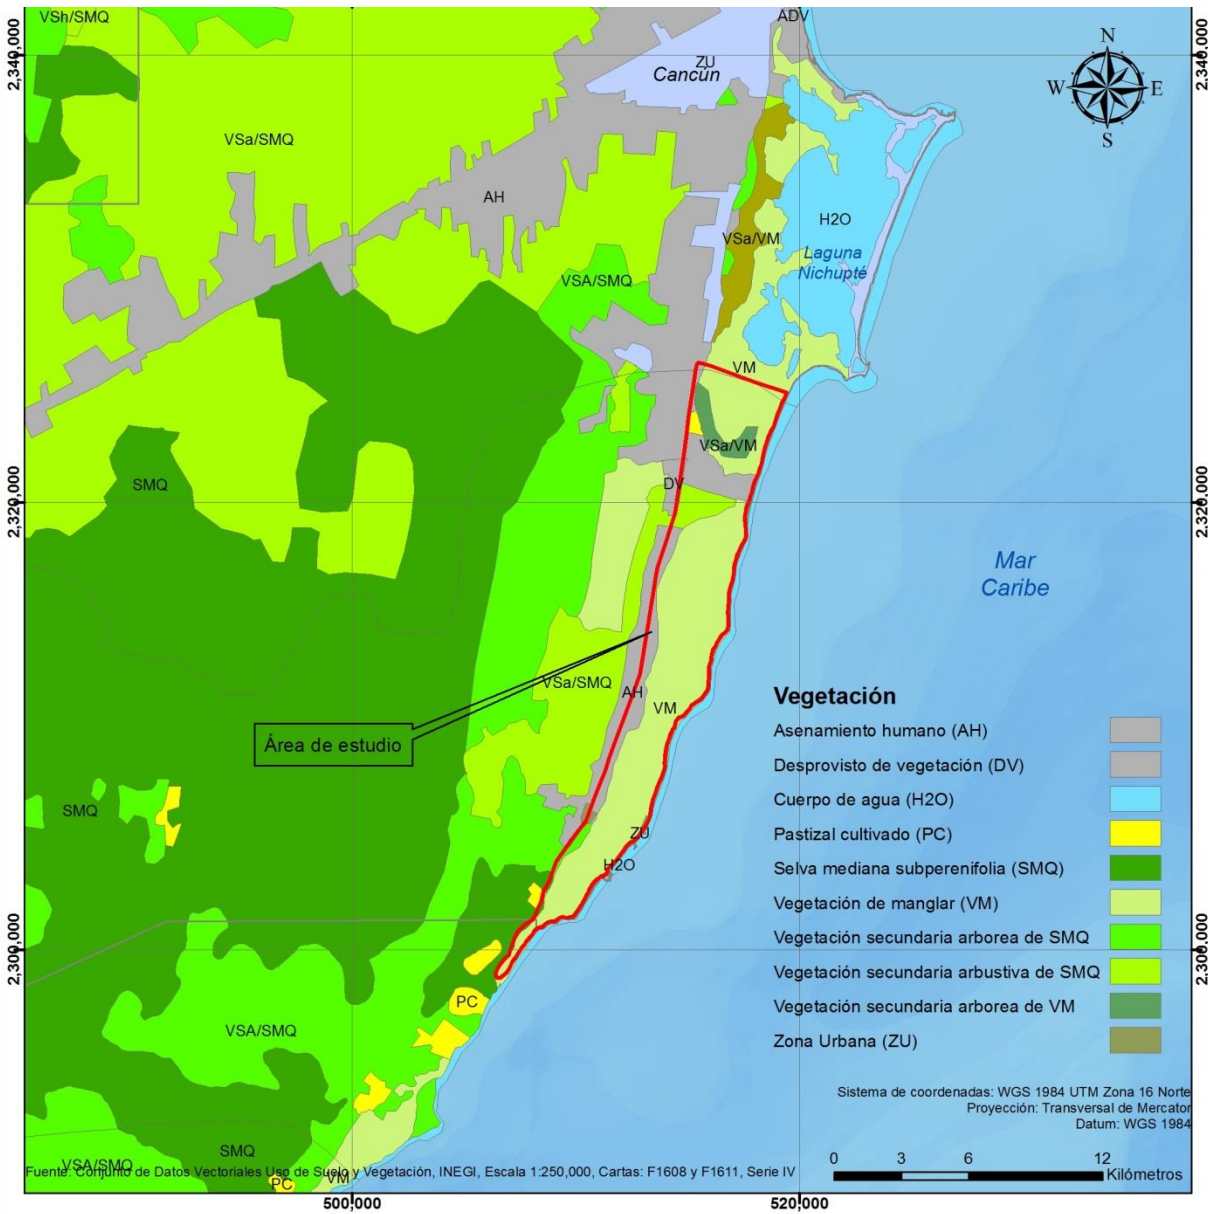 VSh/SMQ
ADV
N
2,340,000
ZU
Cancún
2,340,000
W
E
S
VSa/SMQ
AH
H2O
VSa/VM
Laguna
Nichupté
VSA/SMQ
VM
VSa/VM
SMQ
DV
2,320,000
2,320,000
Mar
Caribe
VSa/SMQ
AH
VM
Área de estudio
Vegetación
Asenamiento humano (AH)
Desprovisto de vegetación (DV)
Cuerpo de agua (H2O)
Pastizal cultivado (PC)
Selva mediana subperenifolia (SMQ)
Vegetación de manglar (VM)
Vegetación secundaria arborea de SMQ
Vegetación secundaria arbustiva de SMQ
Vegetación secundaria arborea de VM
Zona Urbana (ZU)
SMQ
ZU
H2O
2,300,000
2,300,000
PC
VSA/SMQ
Sistema de coordenadas: WGS 1984 UTM Zona 16 Norte
Proyección: Transversal de Mercator
Datum: WGS 1984
SMQ
VSA/SMQ
Fuente: Conjunto de Datos Vectoriales Uso de Suelo y Vegetación, INEGI, Escala 1:250,000, Cartas: F1608 y F1611, Serie IV
VM
PC
0 3 6 12
Kilómetros
500,000
520,000